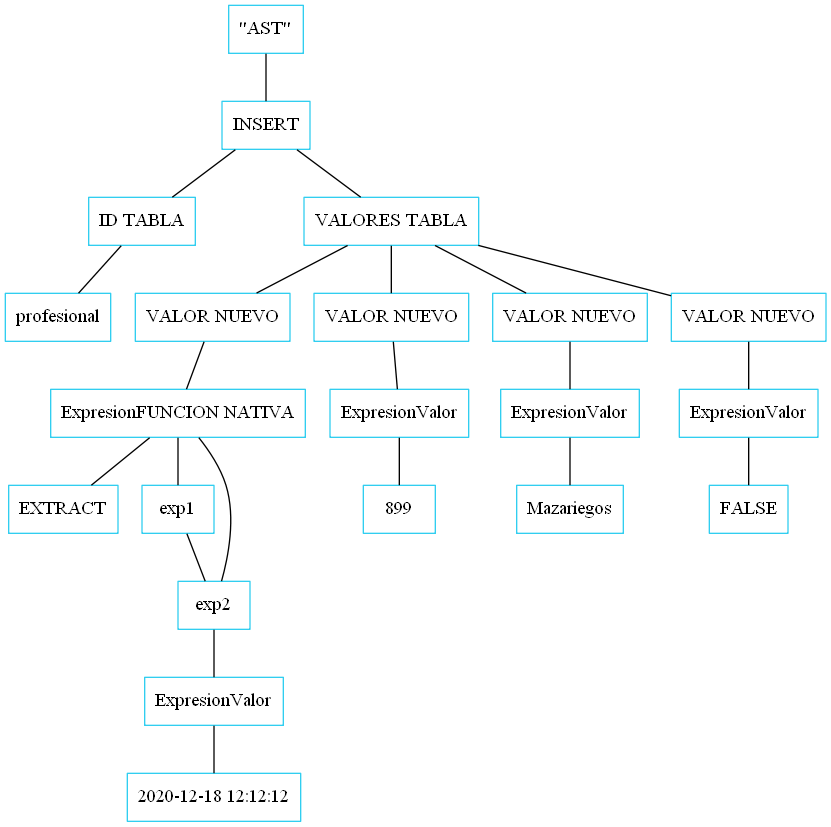 "AST"
INSERT
ID TABLA
VALORES TABLA
profesional
VALOR NUEVO
VALOR NUEVO
VALOR NUEVO
VALOR NUEVO
ExpresionFUNCION NATIVA
ExpresionValor
ExpresionValor
ExpresionValor
EXTRACT
exp1
899
Mazariegos
FALSE
exp2
ExpresionValor
2020-12-18 12:12:12